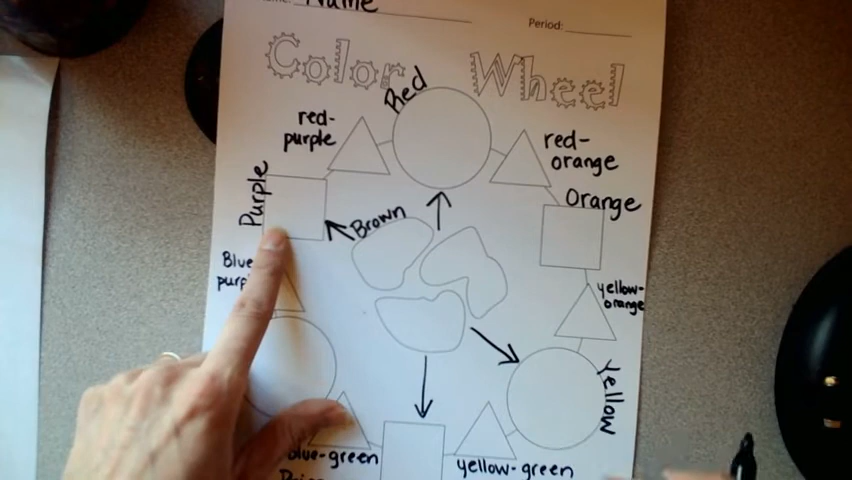 Name
Period:
Color Wheel
Red
red-
purple
red-
orange
Purple
Orange
Brown
Blue
yellow-
orange
Yellow
blue-green
yellow-green